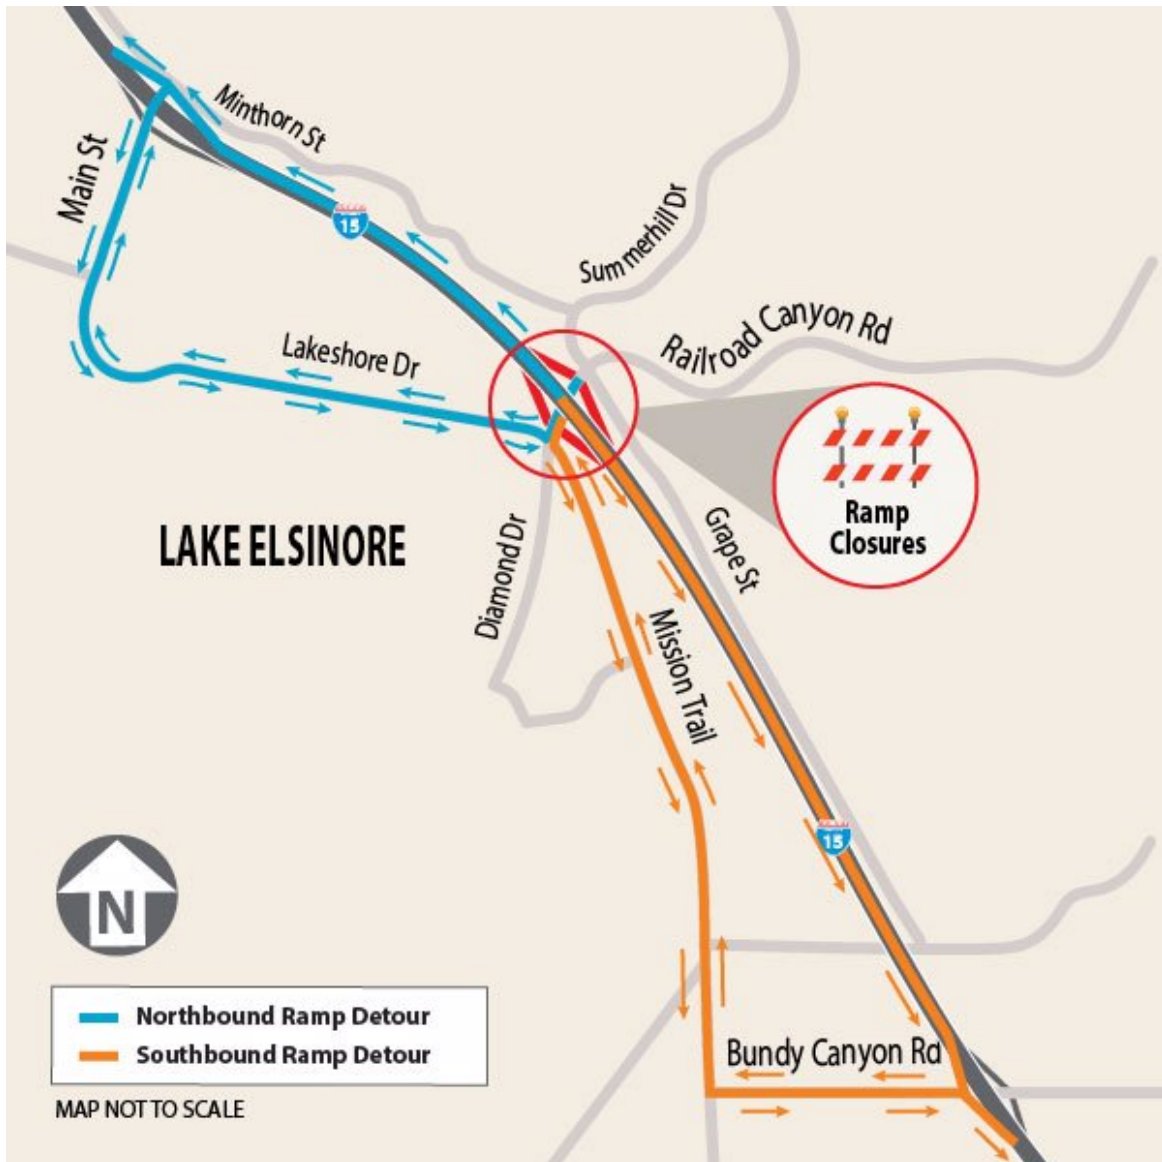 Minthorn St
Main St
15
Summerhill Dr
Railroad Canyon Rd
Lakeshore Dr
Ramp
Closures
LAKE ELSINORE
Diamond Dr
Grape St
Mission Trail
15
N
Northbound Ramp Detour
Southbound Ramp Detour
Bundy Canyon Rd
MAP NOT TO SCALE